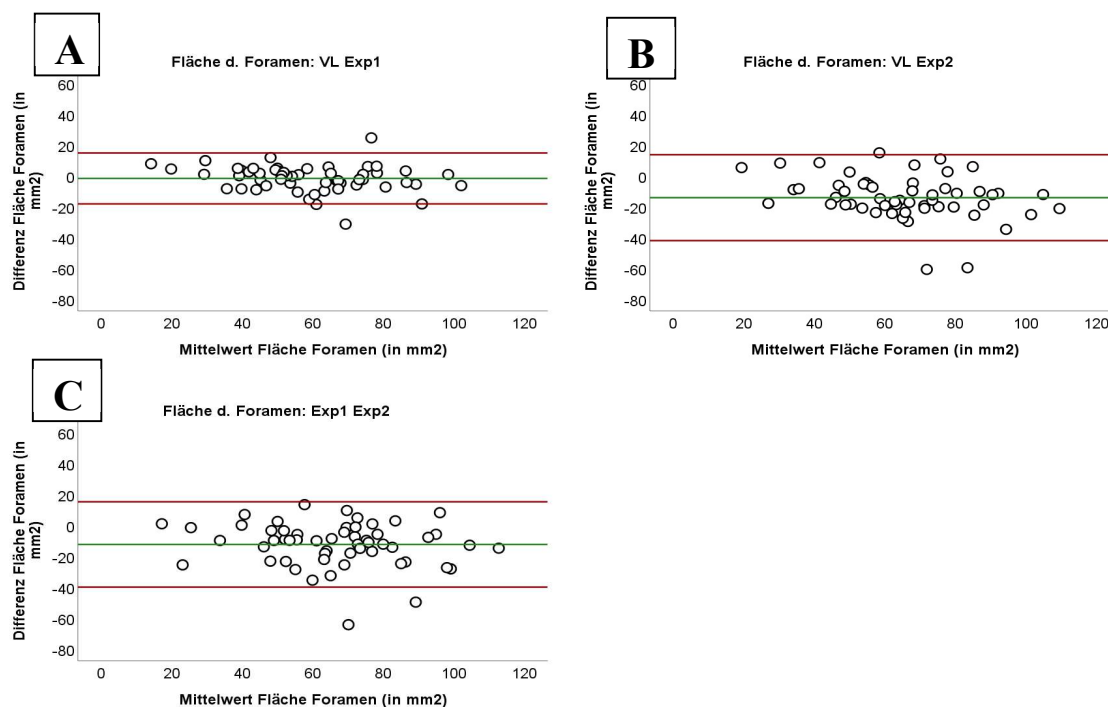 A
Fläche d. Foramen: VL Exp1
Differenz Fläche Foramen (in
mm2)
60
40
20
0
-20
-40
-60
-80
0 20 40 60 80 100 120
Mittelwert Fläche Foramen (in mm2)
B
Fläche d. Foramen: VL Exp2
Differenz Fläche Foramen (in
mm2)
60
40
20
0
-20
-40
-60
-80
0 20 40 60 80 100 120
Mittelwert Fläche Foramen (in mm2)
C
Fläche d. Foramen: Exp1 Exp2
Differenz Fläche Foramen (in
mm2)
60
40
20
0
-20
-40
-60
-80
0 20 40 60 80 100 120
Mittelwert Fläche Foramen (in mm2)